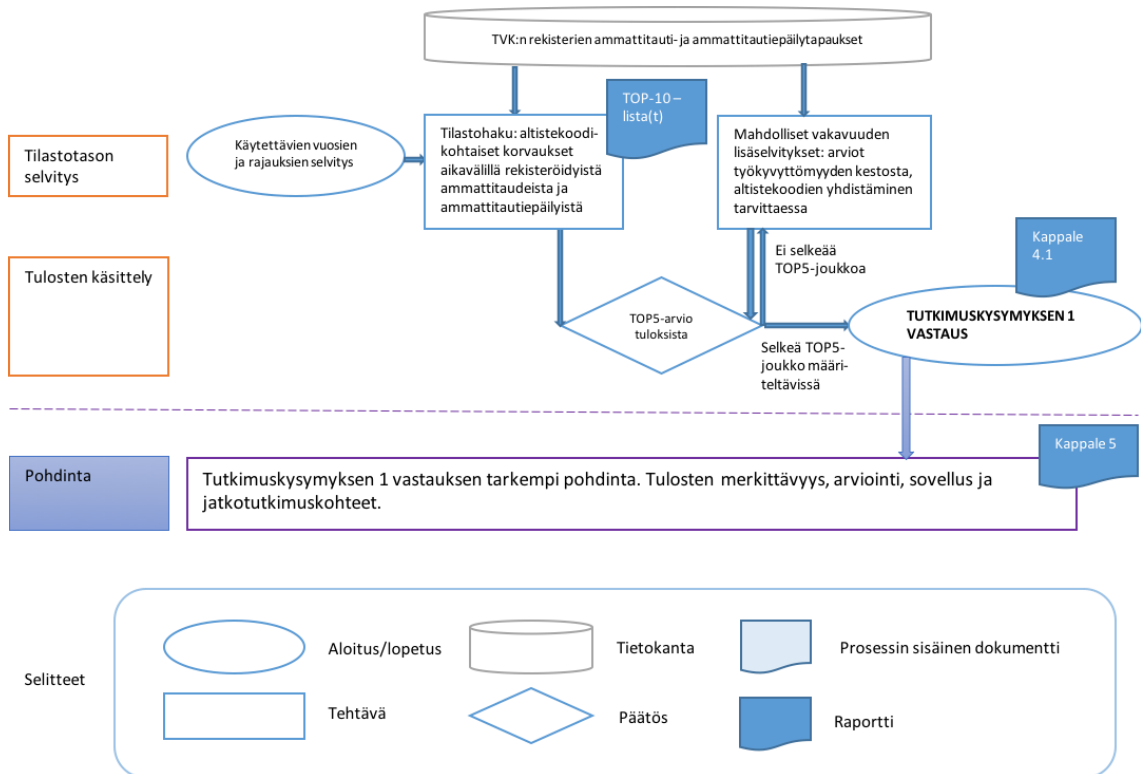 TVK:n rekisterien ammattitauti- ja ammattitautiepäilytapaukset
TOP-10 –
lista(t)
Tilastotason
selvitys
Käytettävien vuosien
ja rajauksien selvitys
Tilastohaku: altistekoodi-
kohtaiset korvaukset
aikavälillä rekisteröidyistä
ammattitaudeista ja
ammattitautiepäilyistä
Mahdolliset vakavuuden
lisäselvitykset: arviot
työkyvyttömyyden kestosta,
altistekoodien yhdistäminen
tarvittaessa
Ei selkeää
TOP5-joukkoa
Kappale
4.1
Tulosten käsittely
TOP5-arvio
tuloksista
TUTKIMUSKYSYMYKSEN 1
VASTAUS
Selkeä TOP5-
joukko määri-
teltävissä
Kappale 5
Pohdinta
Tutkimuskysymyksen 1 vastauksen tarkempi pohdinta. Tulosten merkittävyys, arviointi, sovellus ja
jatkotutkimuskohteet.
Selitteet
Aloitus/lopetus
Tietokanta
Prosessin sisäinen dokumentti
Tehtävä
Päätös
Raportti